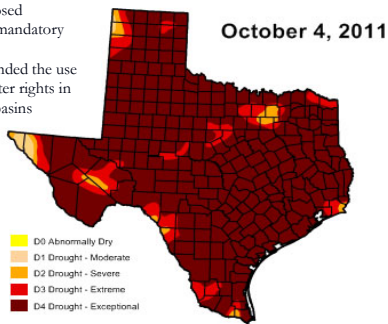 osed
mandatory
nded the use
ter rights in
basins
October 4, 2011
D0 Abnormally Dry
D1 Drought - Moderate
D2 Drought - Severe
D3 Drought - Extreme
D4 Drought - Exceptional